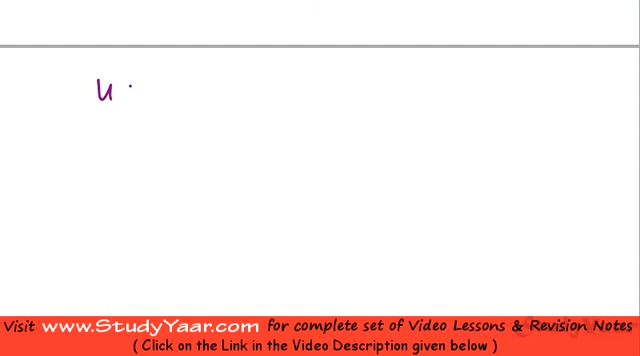 u
Visit www.StudyYaar.com for complete set of Video Lessons & Revision Notes
( Click on the Link in the Video Description given below )